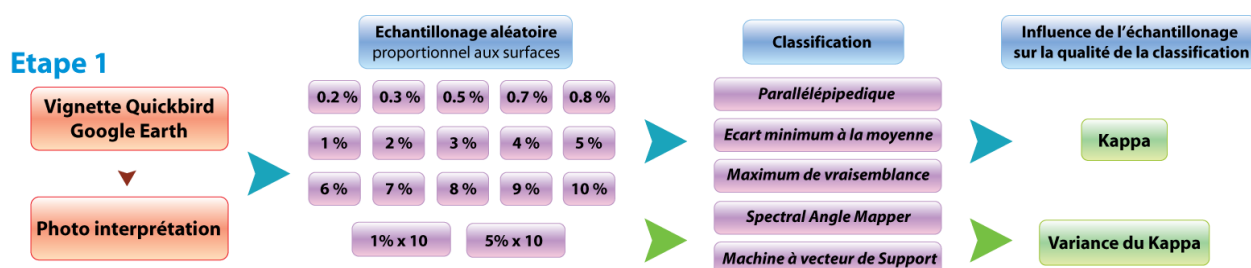 Etape 1
Vignette Quickbird
Google Earth
Photo interprétation
Echantillonage aléatoire
proportionnel aux surfaces
0.2 % 0.3 % 0.5 % 0.7 % 0.8 %
1 % 2 % 3 % 4 % 5 %
6 % 7 % 8 % 9 % 10 %
1% x 10 5% x 10
Classification
Parallélépipedique
Ecart minimum à la moyenne
Maximum de vraisemblance
Spectral Angle Mapper
Machine à vecteur de Support
Influence de l’échantillonage
sur la qualité de la classification
Kappa
Variance du Kappa